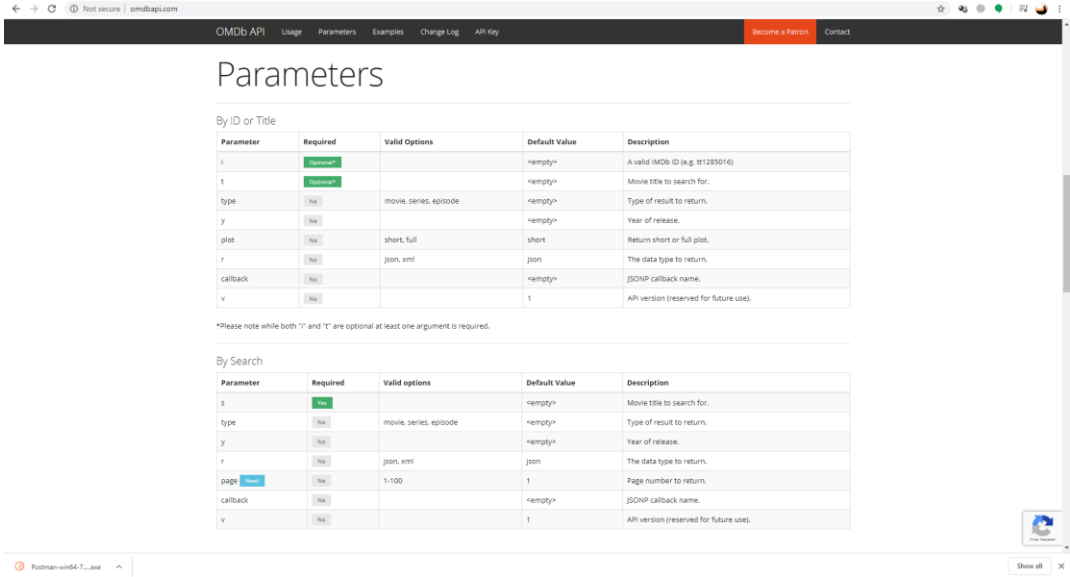 Not secure | omdbapi.com
OMDb API Usage Parameters Examples Change Log API Key Become a Patron Contact
Parameters
By ID or Title
Parameter Required Valid Options Default Value Description
i Optional* <empty> A valid IMDb ID (e.g. tt1285016)
t Optional* <empty> Movie title to search for.
type No movie, series, episode <empty> Type of result to return.
y No <empty> Year of release.
plot No short, full short Return short or full plot.
r No json, xml json The data type to return.
callback No <empty> JSONP callback name.
v No 1 API version (reserved for future use).
*Please note while both "i" and "t" are optional at least one argument is required.
By Search
Parameter Required Valid options Default Value Description
s Yes <empty> Movie title to search for.
type No movie, series, episode <empty> Type of result to return.
y No <empty> Year of release.
r No json, xml json The data type to return.
page New! No 1-100 1 Page number to return.
callback No <empty> JSONP callback name.
v No 1 API version (reserved for future use).
Postman-win64-7....exe Show all